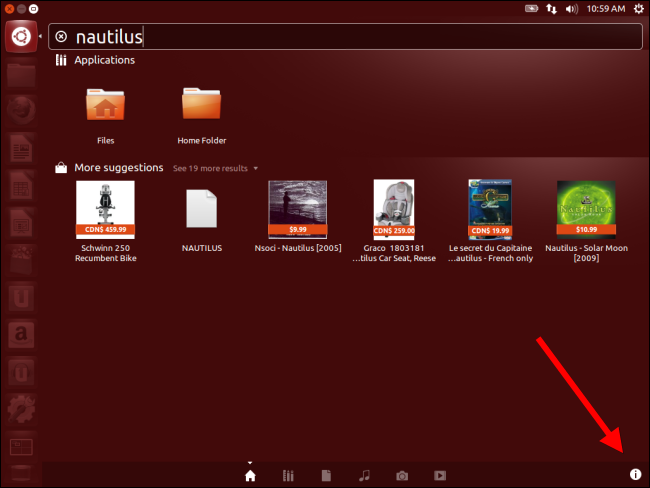 10:59 AM
nautilus
Applications
Files
Home Folder
More suggestions
See 19 more results
CDN$ 459.99
$9.99
CDN$ 259.00
CDN$ 19.99
$10.99
Schwinn 250
Recumbent Bike
NAUTILUS
Nsoci - Nautilus [2005]
Graco 1803181
...tilus Car Seat, Reese
Le secret du Capitaine
...autilus - French only
Nautilus - Solar Moon
[2009]